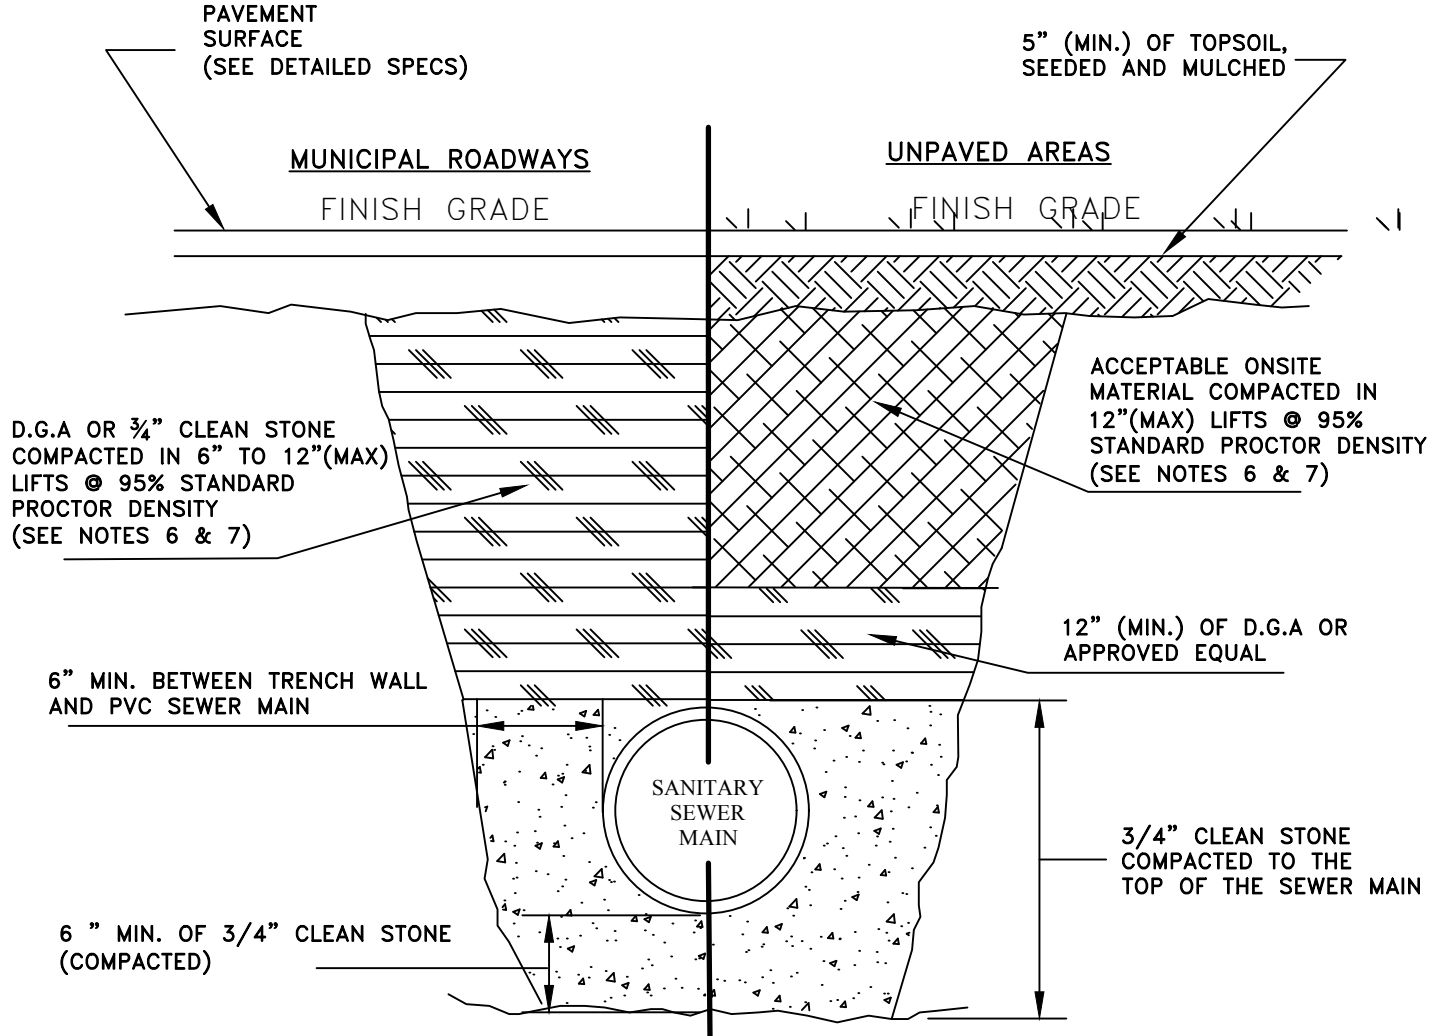 PAVEMENT
SURFACE
(SEE DETAILED SPECS)
5” (MIN.) OF TOPSOIL,
SEEDED AND MULCHED
MUNICIPAL ROADWAYS
UNPAVED AREAS
FINISH GRADE
FINISH GRADE
D.G.A OR ¾” CLEAN STONE
COMPACTED IN 6” TO 12”(MAX)
LIFTS @ 95% STANDARD
PROCTOR DENSITY
(SEE NOTES 6 & 7)
ACCEPTABLE ONSITE
MATERIAL COMPACTED IN
12”(MAX) LIFTS @ 95%
STANDARD PROCTOR DENSITY
(SEE NOTES 6 & 7)
12” (MIN.) OF D.G.A OR
APPROVED EQUAL
6” MIN. BETWEEN TRENCH WALL
AND PVC SEWER MAIN
SANITARY
SEWER
MAIN
3/4” CLEAN STONE
COMPACTED TO THE
TOP OF THE SEWER MAIN
6 ” MIN. OF 3/4” CLEAN STONE
(COMPACTED)